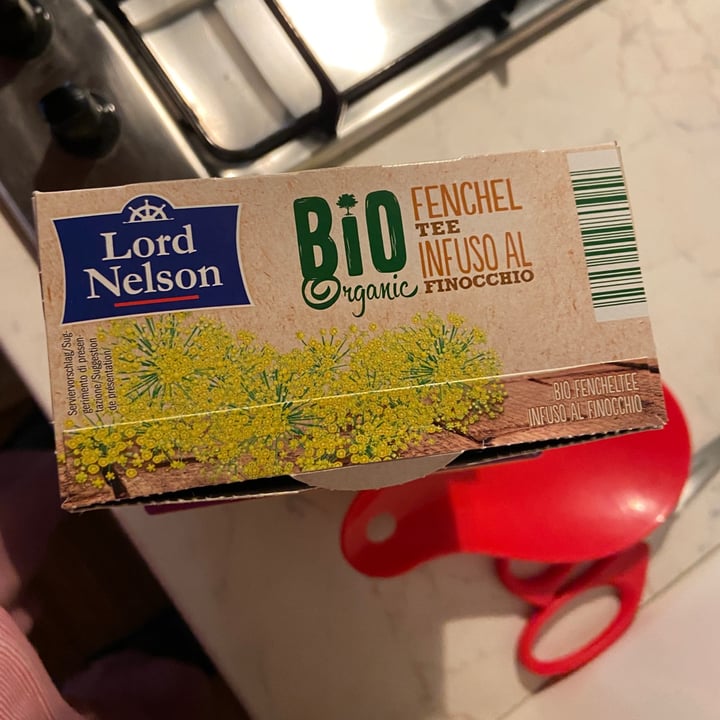 Lord
Nelson
BiO
Organic
FENCHEL
TEE
INFUSO AL
FINOCCHIO
Serviervorschlag/Sug-
gerimento di presen-
tazione/Suggestion
de présentation/
BIO FENCHELTEE
INFUSO AL FINOCCHIO